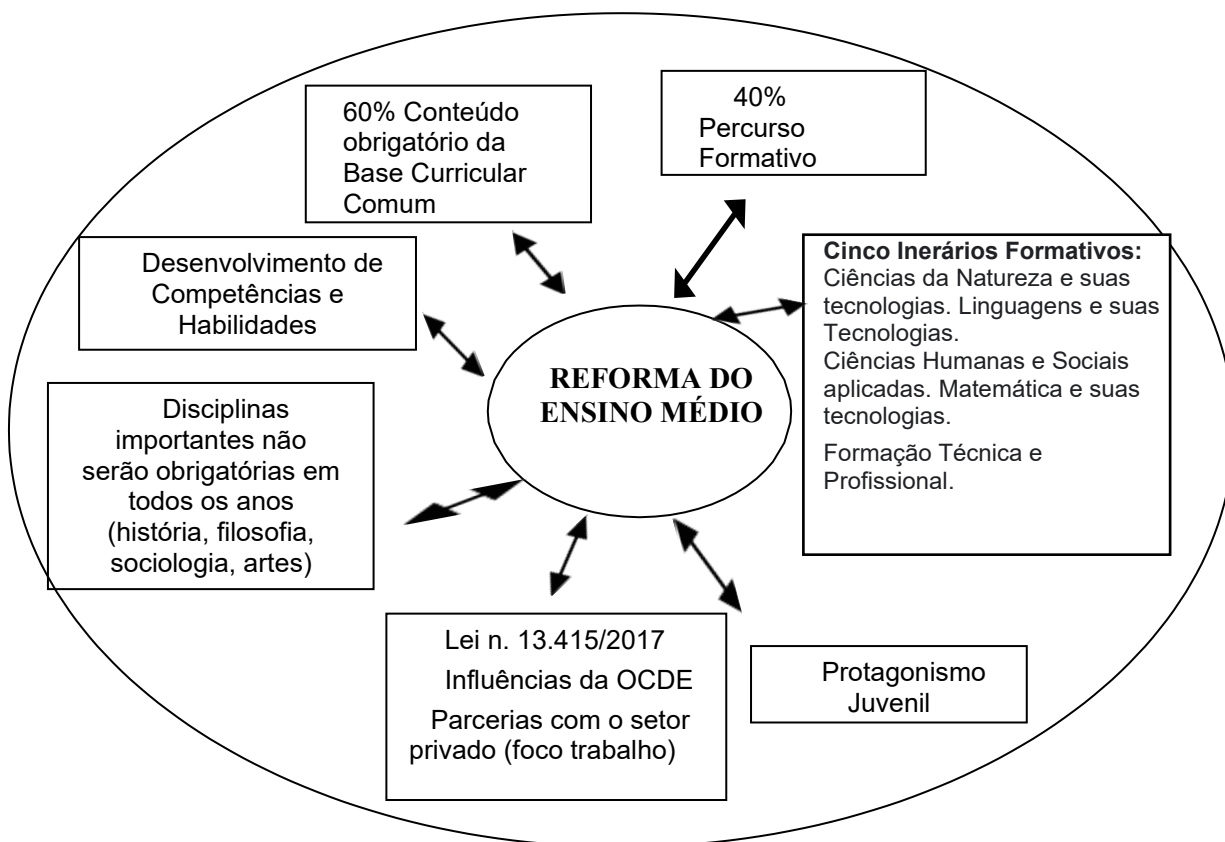 60% Conteúdo
obrigatório da
Base Curricular
Comum
40%
Percurso
Formativo
Desenvolvimento de
Competências e
Habilidades
Cinco Inerários Formativos:
Ciências da Natureza e suas
tecnologias. Linguagens e suas
Tecnologias.
Ciências Humanas e Sociais
aplicadas. Matemática e suas
tecnologias.
Formação Técnica e
Profissional.
REFORMA DO
ENSINO MÉDIO
Disciplinas
importantes não
serão obrigatórias em
todos os anos
(história, filosofia,
sociologia, artes)
Lei n. 13.415/2017
Influências da OCDE
Parcerias com o setor
privado (foco trabalho)
Protagonismo
Juvenil